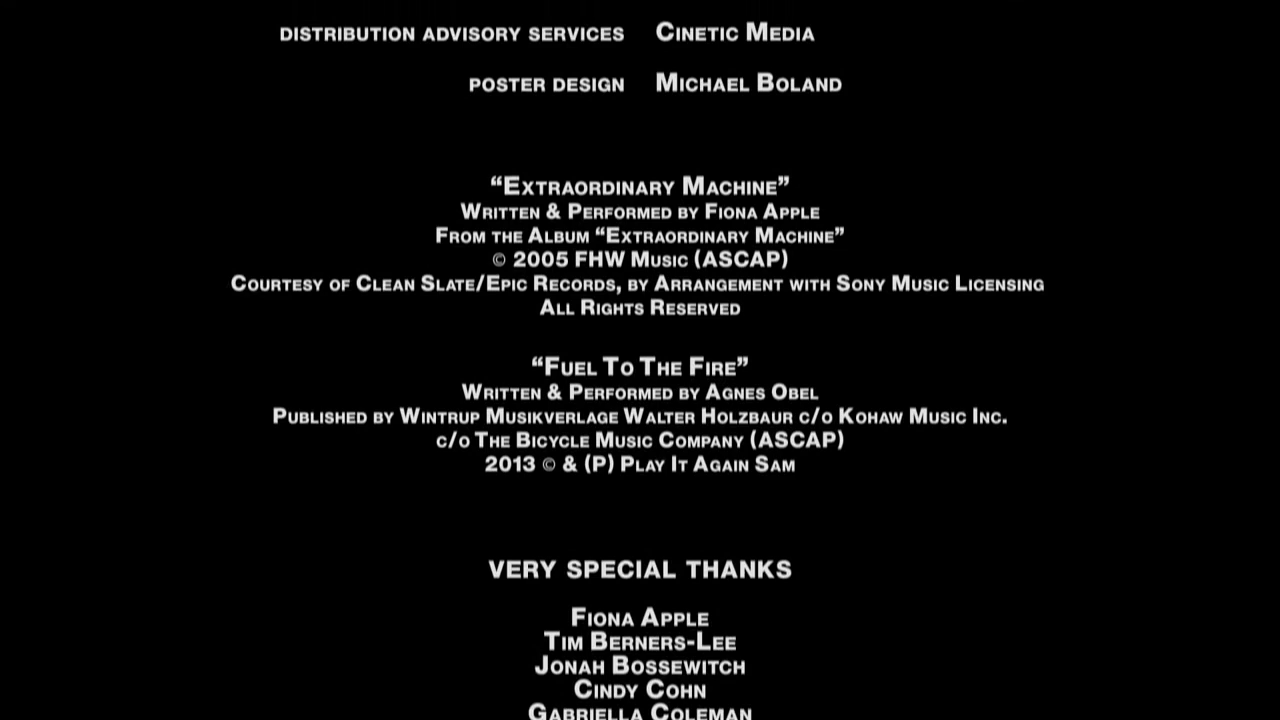 DISTRIBUTION ADVISORY SERVICES CINETIC MEDIA
POSTER DESIGN MICHAEL BOLAND
“EXTRAORDINARY MACHINE”
WRITTEN & PERFORMED BY FIONA APPLE
FROM THE ALBUM “EXTRAORDINARY MACHINE”
© 2005 FHW MUSIC (ASCAP)
COURTESY OF CLEAN SLATE/EPIC RECORDS, BY ARRANGEMENT WITH SONY MUSIC LICENSING
ALL RIGHTS RESERVED
“FUEL TO THE FIRE”
WRITTEN & PERFORMED BY AGNES OBEL
PUBLISHED BY WINTRUP MUSIKVERLAGE WALTER HOLZBAUR C/O KOHAW MUSIC INC.
C/O THE BICYCLE MUSIC COMPANY (ASCAP)
2013 © & (P) PLAY IT AGAIN SAM
VERY SPECIAL THANKS
FIONA APPLE
TIM BERNERS-LEE
JONAH BOSSEWITCH
CINDY COHN
GABRIELLA COLEMAN